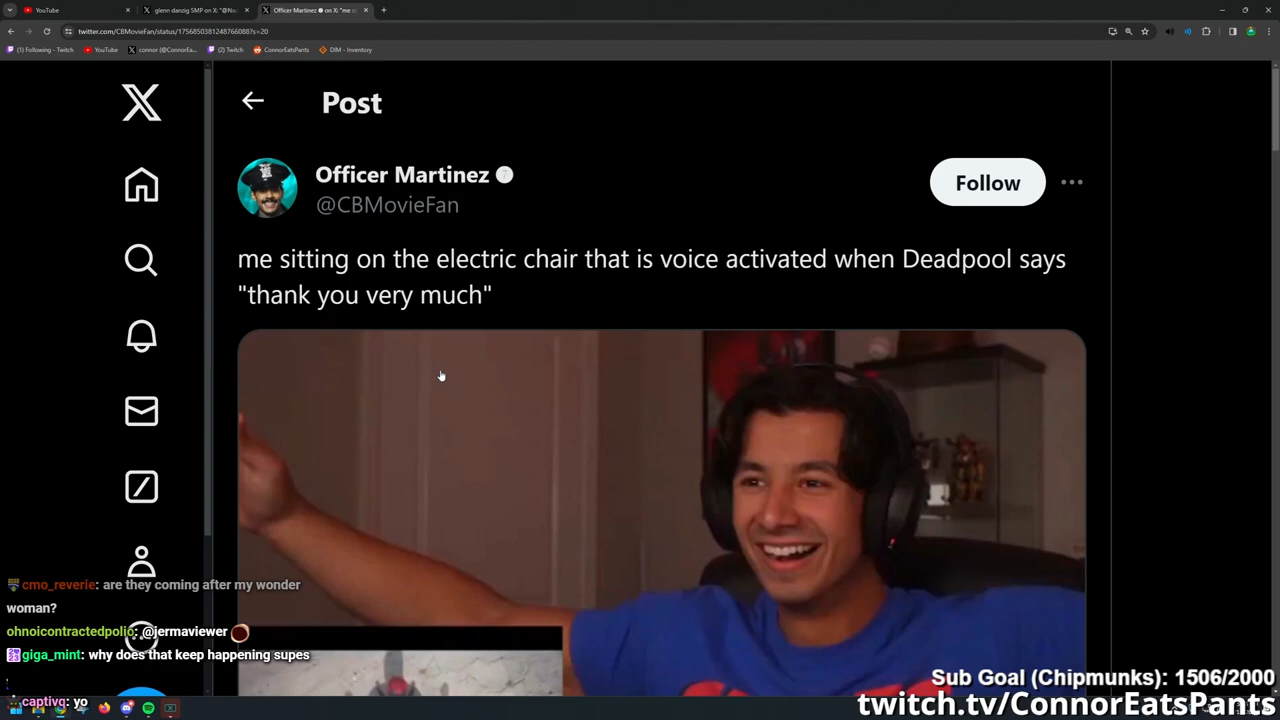 YouTube
glenn danzig SMP on X: "@Noc
Officer Martinez on X: "me s
twitter.com/CBMovieFan/status/1756850381248766088?s=20
(1) Following - Twitch
YouTube
connor (@ConnorEa...
(2) Twitch
ConnorEatsPants
DIM - Inventory
Post
Officer Martinez
@CBMovieFan
Follow
me sitting on the electric chair that is voice activated when Deadpool says
"thank you very much"
cmo_reverie: are they coming after my wonder
woman?
ohnoicontractedpolio: @jermaviewer
giga_mint: why does that keep happening supes
captivq: yo
Sub Goal (Chipmunks): 1506/2000
twitch.tv/ConnorEatsPants